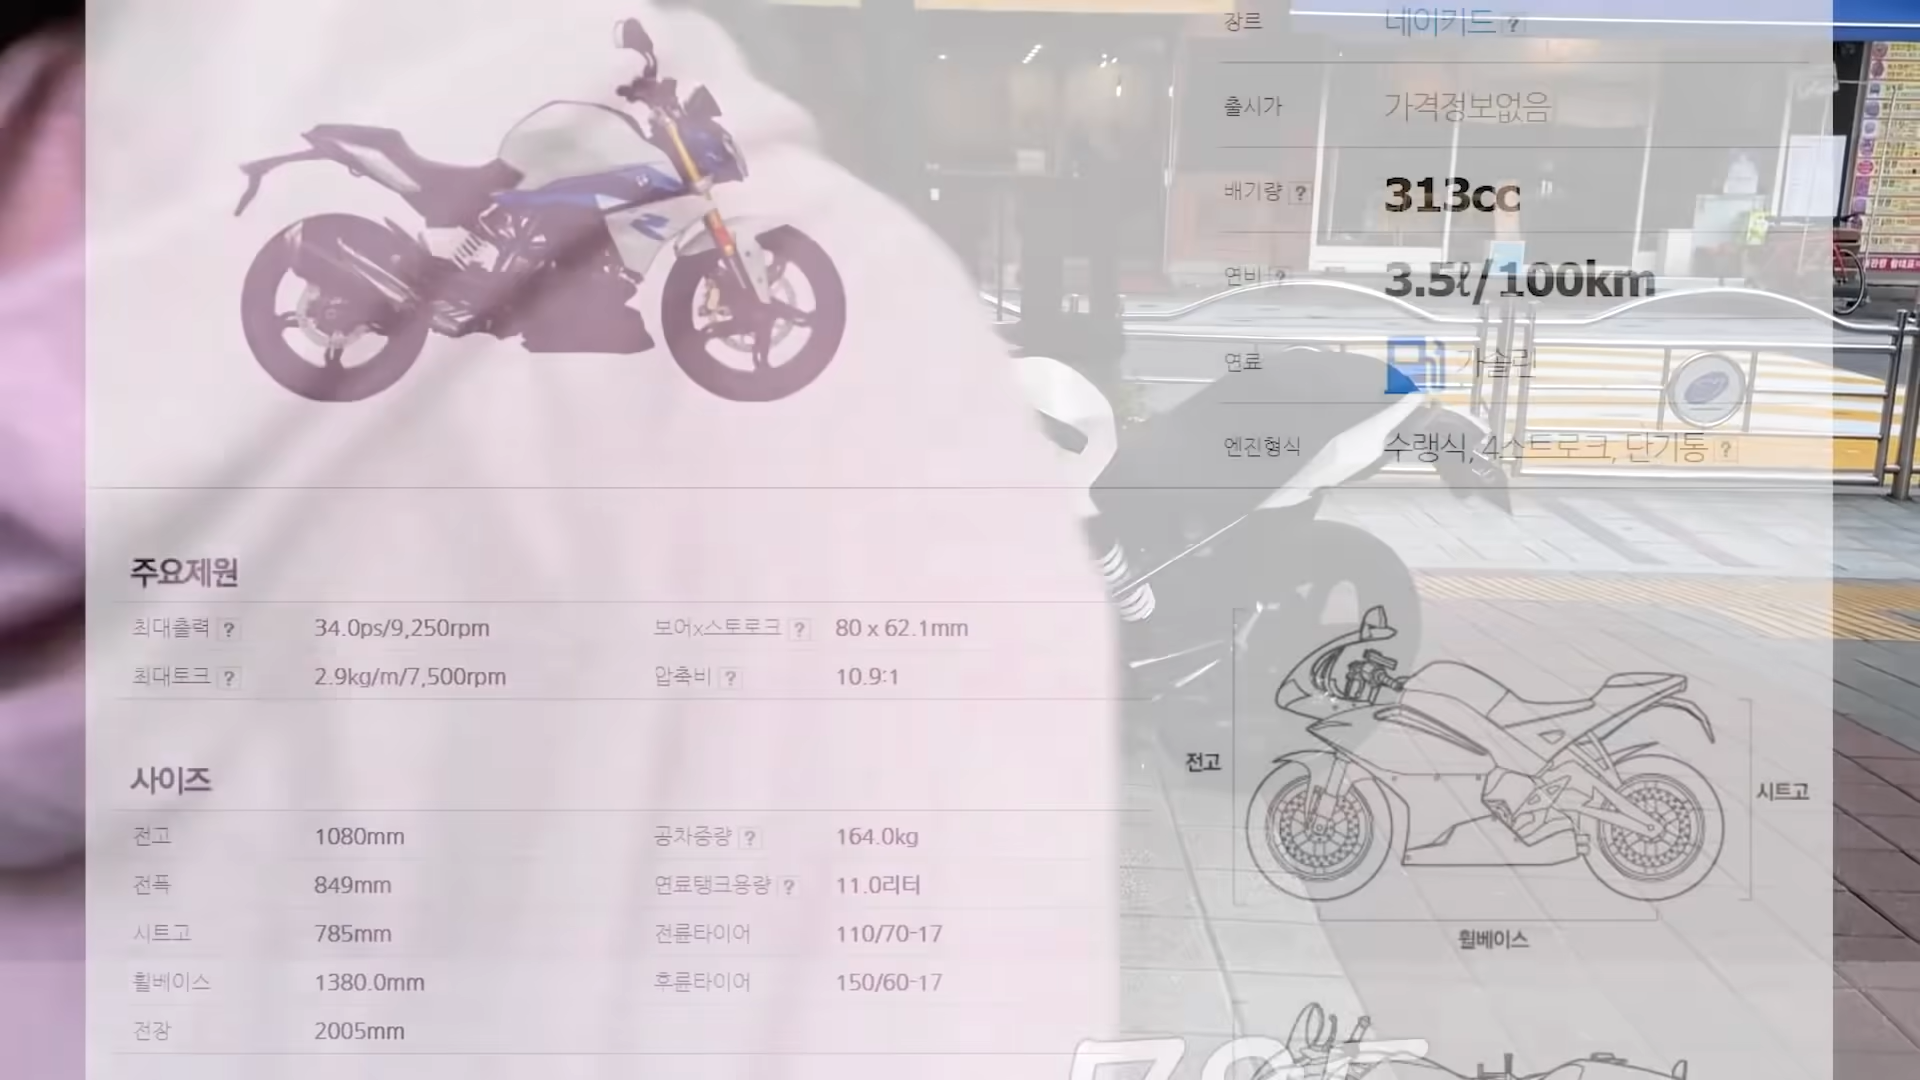 장르 네이키드 ?
출시가 가격정보없음
배기량 ? 313cc
연비 ? 3.5ℓ/100km
연료 가솔린
엔진형식 수랭식, 4스트로크, 단기통 ?
주요제원
최대출력 ? 34.0ps/9,250rpm 보어x스토로크 ? 80 x 62.1mm
최대토크 ? 2.9kg/m/7,500rpm 압축비 ? 10.9:1
사이즈
전고 1080mm 공차중량 ? 164.0kg
전폭 849mm 연료탱크용량 ? 11.0리터
시트고 785mm 전륜타이어 110/70-17
휠베이스 1380.0mm 후륜타이어 150/60-17
전장 2005mm
전고
시트고
휠베이스